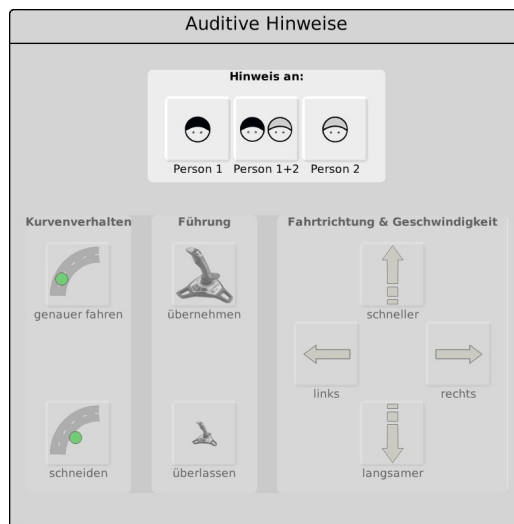 Auditive Hinweise
Hinweis an:
Person 1 Person 1+2 Person 2
Kurvenverhalten Führung Fahrtrichtung & Geschwindigkeit
genauer fahren übernehmen schneller
links rechts
schneiden überlassen langsamer